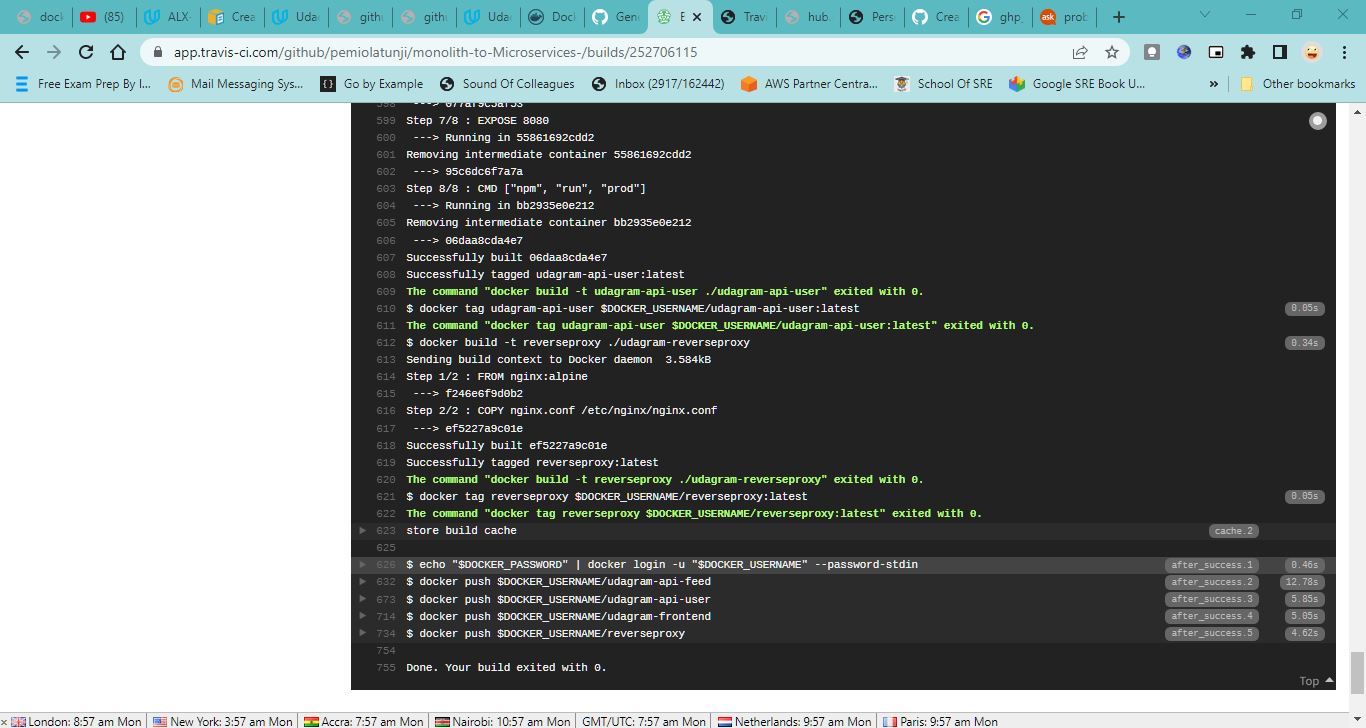 dock
(85)
ALX-
Crea
Uda
gith
gith
Uda
Doc
Gen
E
Trav
hub.
Pers
Crea
ghp_
ask
prob
app.travis-ci.com/github/pemiolatunji/monolith-to-Microservices-/builds/252706115
Free Exam Prep By I...
Mail Messaging Sys...
Go by Example
Sound Of Colleagues
Inbox (2917/162442)
AWS Partner Centra...
School Of SRE
Google SRE Book U...
»
Other bookmarks
598 ---> 077af9c5af53
599 Step 7/8 : EXPOSE 8080
600 ---> Running in 55861692cdd2
601 Removing intermediate container 55861692cdd2
602 ---> 95c6dc6f7a7a
603 Step 8/8 : CMD ["npm", "run", "prod"]
604 ---> Running in bb2935e0e212
605 Removing intermediate container bb2935e0e212
606 ---> 06daa8cda4e7
607 Successfully built 06daa8cda4e7
608 Successfully tagged udagram-api-user:latest
609 The command "docker build -t udagram-api-user ./udagram-api-user" exited with 0.
610 $ docker tag udagram-api-user $DOCKER_USERNAME/udagram-api-user:latest 0.05s
611 The command "docker tag udagram-api-user $DOCKER_USERNAME/udagram-api-user:latest" exited with 0.
612 $ docker build -t reverseproxy ./udagram-reverseproxy 0.34s
613 Sending build context to Docker daemon 3.584kB
614 Step 1/2 : FROM nginx:alpine
615 ---> f246e6f9d0b2
616 Step 2/2 : COPY nginx.conf /etc/nginx/nginx.conf
617 ---> ef5227a9c01e
618 Successfully built ef5227a9c01e
619 Successfully tagged reverseproxy:latest
620 The command "docker build -t reverseproxy ./udagram-reverseproxy" exited with 0.
621 $ docker tag reverseproxy $DOCKER_USERNAME/reverseproxy:latest 0.05s
622 The command "docker tag reverseproxy $DOCKER_USERNAME/reverseproxy:latest" exited with 0.
623 store build cache cache.2
625
626 $ echo "$DOCKER_PASSWORD" | docker login -u "$DOCKER_USERNAME" --password-stdin after_success.1 0.46s
632 $ docker push $DOCKER_USERNAME/udagram-api-feed after_success.2 12.78s
673 $ docker push $DOCKER_USERNAME/udagram-api-user after_success.3 5.85s
714 $ docker push $DOCKER_USERNAME/udagram-frontend after_success.4 5.05s
734 $ docker push $DOCKER_USERNAME/reverseproxy after_success.5 4.62s
754
755 Done. Your build exited with 0.
Top
London: 8:57 am Mon
New York: 3:57 am Mon
Accra: 7:57 am Mon
Nairobi: 10:57 am Mon
GMT/UTC: 7:57 am Mon
Netherlands: 9:57 am Mon
Paris: 9:57 am Mon